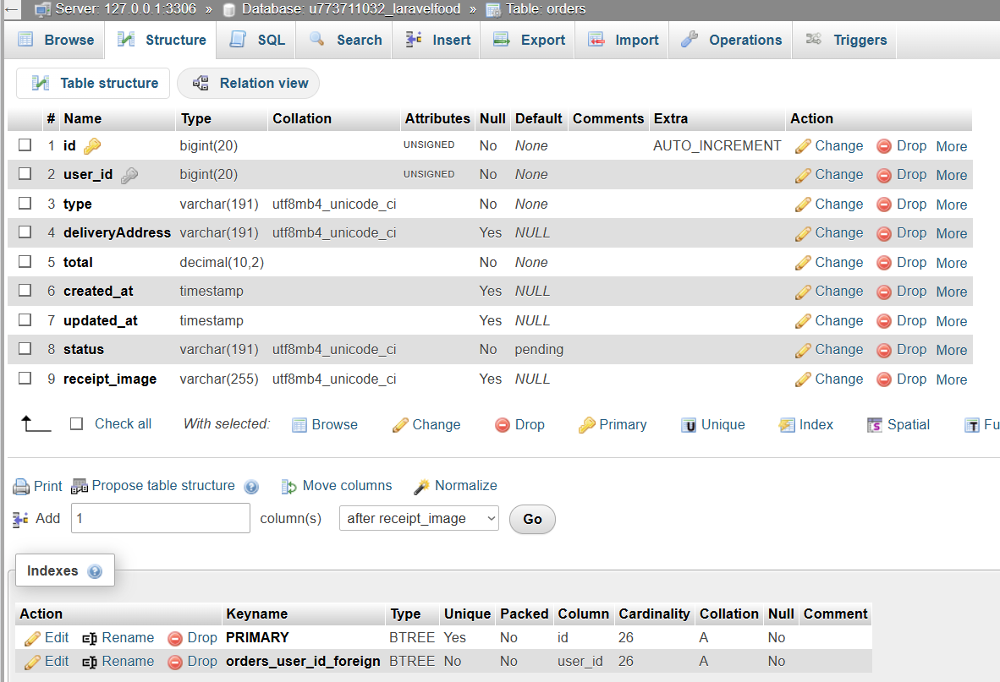 Server: 127.0.0.1:3306 » Database: u773711032_laravelfood » Table: orders
Browse Structure SQL Search Insert Export Import Operations Triggers
Table structure Relation view
# Name Type Collation Attributes Null Default Comments Extra Action
1 id bigint(20) UNSIGNED No None AUTO_INCREMENT Change Drop More
2 user_id bigint(20) UNSIGNED No None Change Drop More
3 type varchar(191) utf8mb4_unicode_ci No None Change Drop More
4 deliveryAddress varchar(191) utf8mb4_unicode_ci Yes NULL Change Drop More
5 total decimal(10,2) No None Change Drop More
6 created_at timestamp Yes NULL Change Drop More
7 updated_at timestamp Yes NULL Change Drop More
8 status varchar(191) utf8mb4_unicode_ci No pending Change Drop More
9 receipt_image varchar(255) utf8mb4_unicode_ci Yes NULL Change Drop More
Check all With selected: Browse Change Drop Primary Unique Index Spatial Fu
Print Propose table structure Move columns Normalize
Add 1 column(s) after receipt_image Go
Indexes
Action Keyname Type Unique Packed Column Cardinality Collation Null Comment
Edit Rename Drop PRIMARY BTREE Yes No id 26 A No
Edit Rename Drop orders_user_id_foreign BTREE No No user_id 26 A No